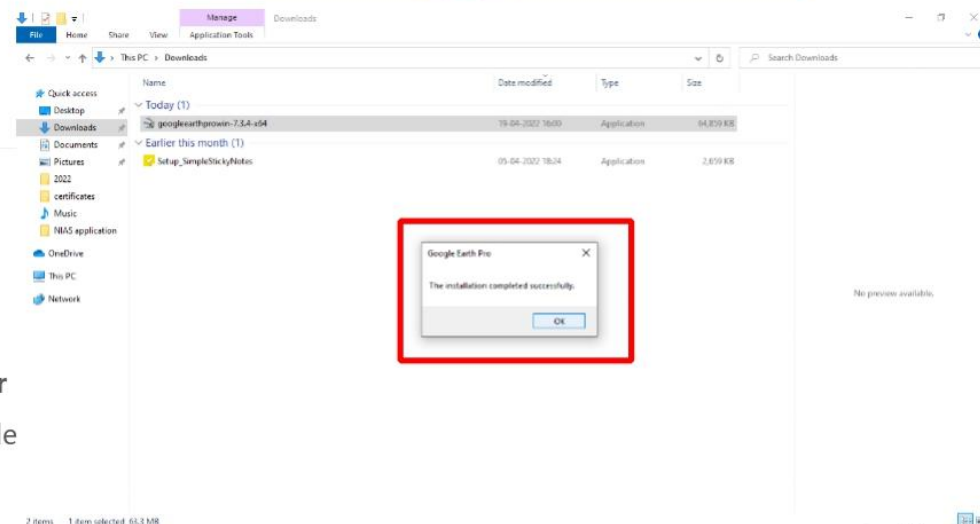 Manage Downloads
File Home Share View Application Tools
This PC > Downloads
Search Downloads
Name Date modified Type Size
Quick access
Desktop
Downloads
Documents
Pictures
2022
certificates
Music
NIAS application
OneDrive
This PC
Network
Today (1)
googleearthprowin-7.3.4-x64 19-04-2022 16:00 Application 64,859 KB
Earlier this month (1)
Setup_SimpleStickyNotes 05-04-2022 18:24 Application 2,659 KB
Google Earth Pro
The installation completed successfully.
OK
No preview available.
r
le
2 items 1 item selected 63.3 MB